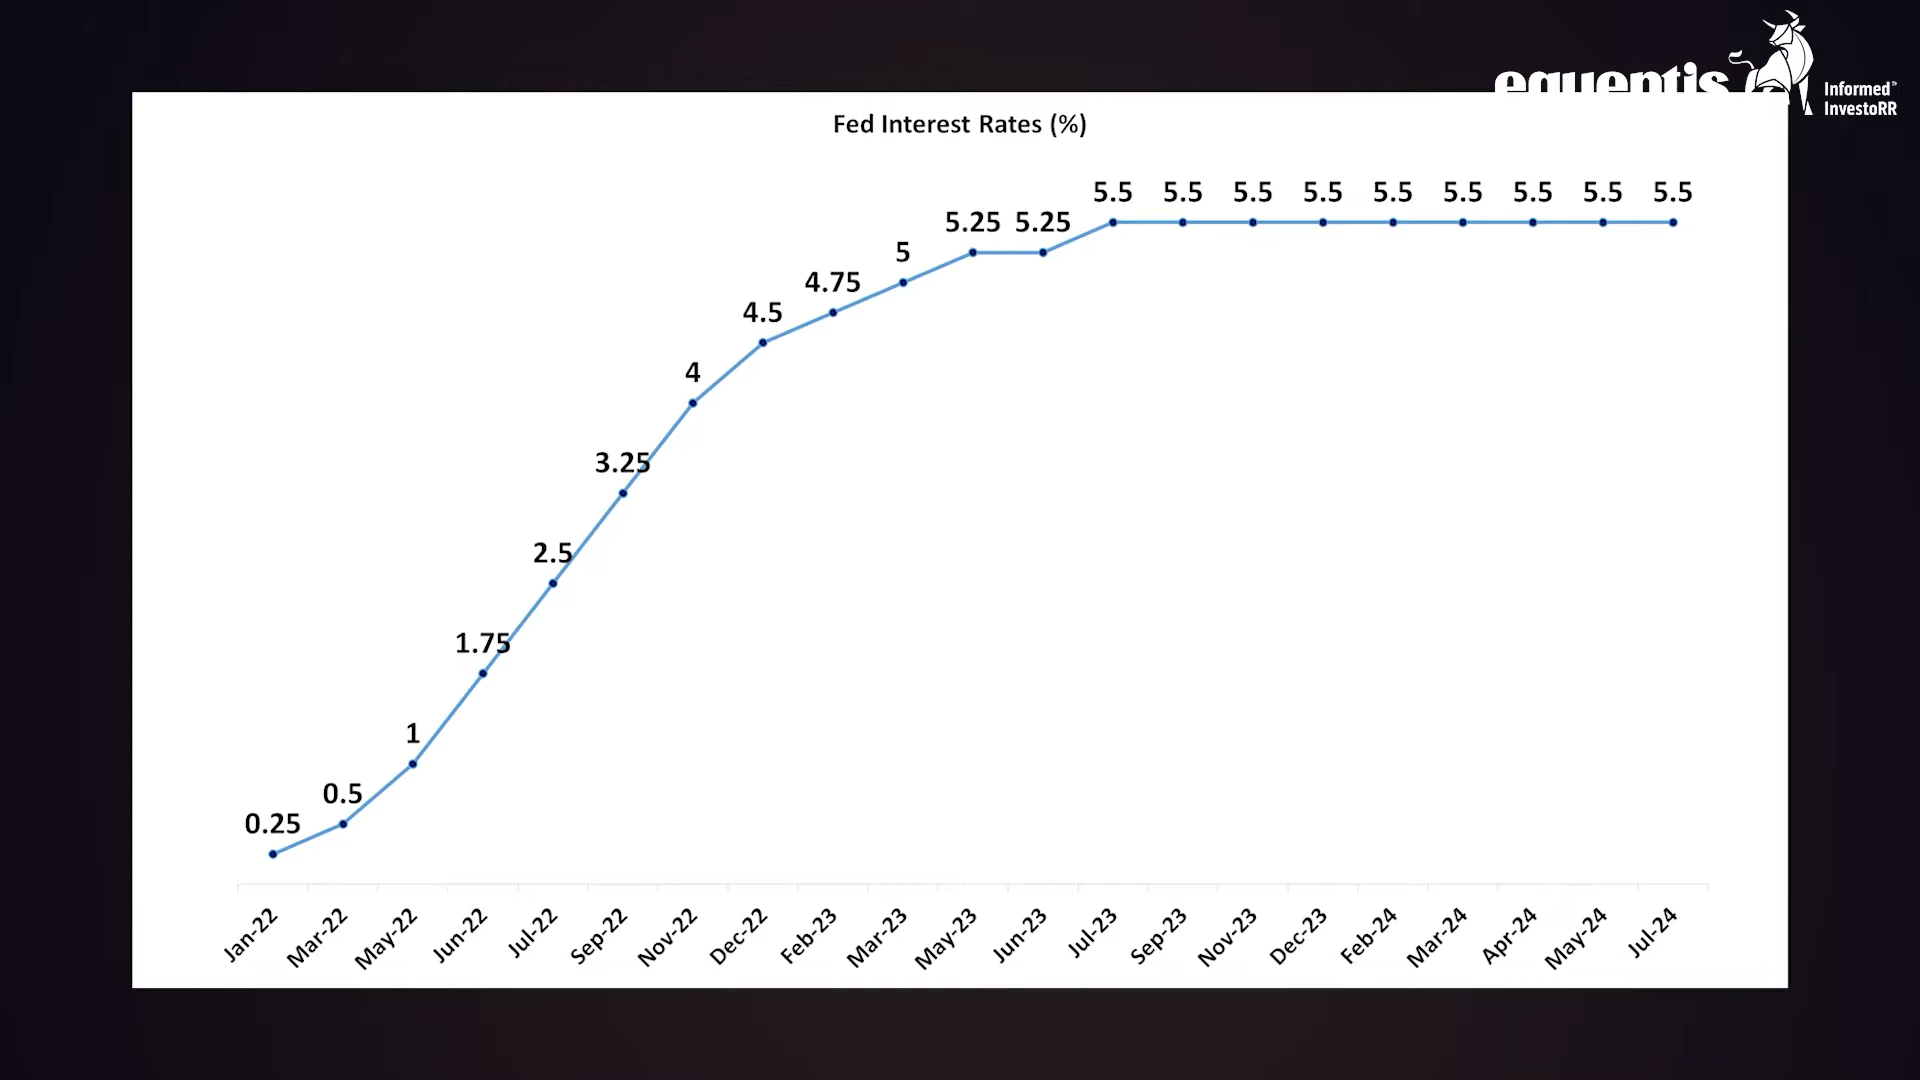 equentis
Informed
InvestoRR
Fed Interest Rates (%)
5.5 5.5 5.5 5.5 5.5 5.5 5.5 5.5 5.5
5.25 5.25
5
4.75
4.5
4
3.25
2.5
1.75
1
0.5
0.25
Jan-22 Mar-22 May-22 Jun-22 Jul-22 Sep-22 Nov-22 Dec-22 Feb-23 Mar-23 May-23 Jun-23 Jul-23 Sep-23 Nov-23 Dec-23 Feb-24 Mar-24 Apr-24 May-24 Jul-24